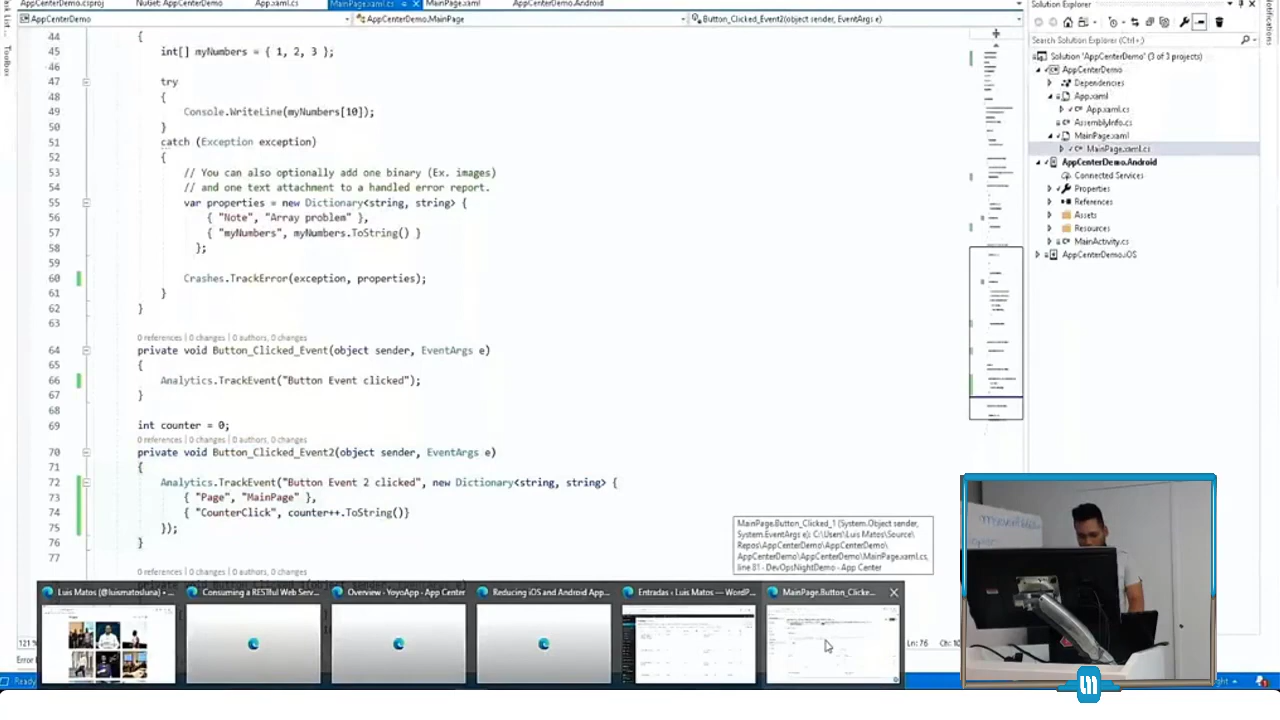 AppCenterDemo.csproj NuGet: AppCenterDemo App.xaml.cs MainPage.xaml.cs MainPage.xaml AppCenterDemo.Android
Solution Explorer
AppCenterDemo AppCenterDemo.MainPage Button_Clicked_Event2(object sender, EventArgs e)
Toolbox
Notifications
Search Solution Explorer (Ctrl+;)
Solution 'AppCenterDemo' (3 of 3 projects)
AppCenterDemo
Dependencies
App.xaml
App.xaml.cs
AssemblyInfo.cs
MainPage.xaml
MainPage.xaml.cs
AppCenterDemo.Android
Connected Services
Properties
References
Assets
Resources
MainActivity.cs
AppCenterDemo.iOS
44 {
45 int[] myNumbers = { 1, 2, 3 };
46
47 try
48 {
49 Console.WriteLine(myNumbers[10]);
50 }
51 catch (Exception exception)
52 {
53 // You can also optionally add one binary (Ex. images)
54 // and one text attachment to a handled error report.
55 var properties = new Dictionary<string, string> {
56 { "Note", "Array problem" },
57 { "myNumbers", myNumbers.ToString() }
58 };
59
60 Crashes.TrackError(exception, properties);
61 }
62 }
63
0 references | 0 changes | 0 authors, 0 changes
64 private void Button_Clicked_Event(object sender, EventArgs e)
65 {
66 Analytics.TrackEvent("Button Event clicked");
67 }
68
69 int counter = 0;
0 references | 0 changes | 0 authors, 0 changes
70 private void Button_Clicked_Event2(object sender, EventArgs e)
71 {
72 Analytics.TrackEvent("Button Event 2 clicked", new Dictionary<string, string> {
73 { "Page", "MainPage" },
74 { "CounterClick", counter++.ToString()}
75 });
76 }
77
0 references | 0 changes | 0 authors, 0 changes
MainPage.Button_Clicked_1 (System.Object sender,
System.EventArgs e): C:\Users\Luis Matos\Source\
Repos\AppCenterDemo\AppCenterDemo\
AppCenterDemo\AppCenterDemo\MainPage.xaml.cs,
line 81 - DevOpsNightDemo - App Center
Luis Matos (@luismatosluna) • ...
Consuming a RESTful Web Serv...
Overview - YoyoApp - App Center
Reducing iOS and Android App...
Entradas ‹ Luis Matos — WordP...
MainPage.Button_Clicke...
121 %
Ln: 76
Error
Ready